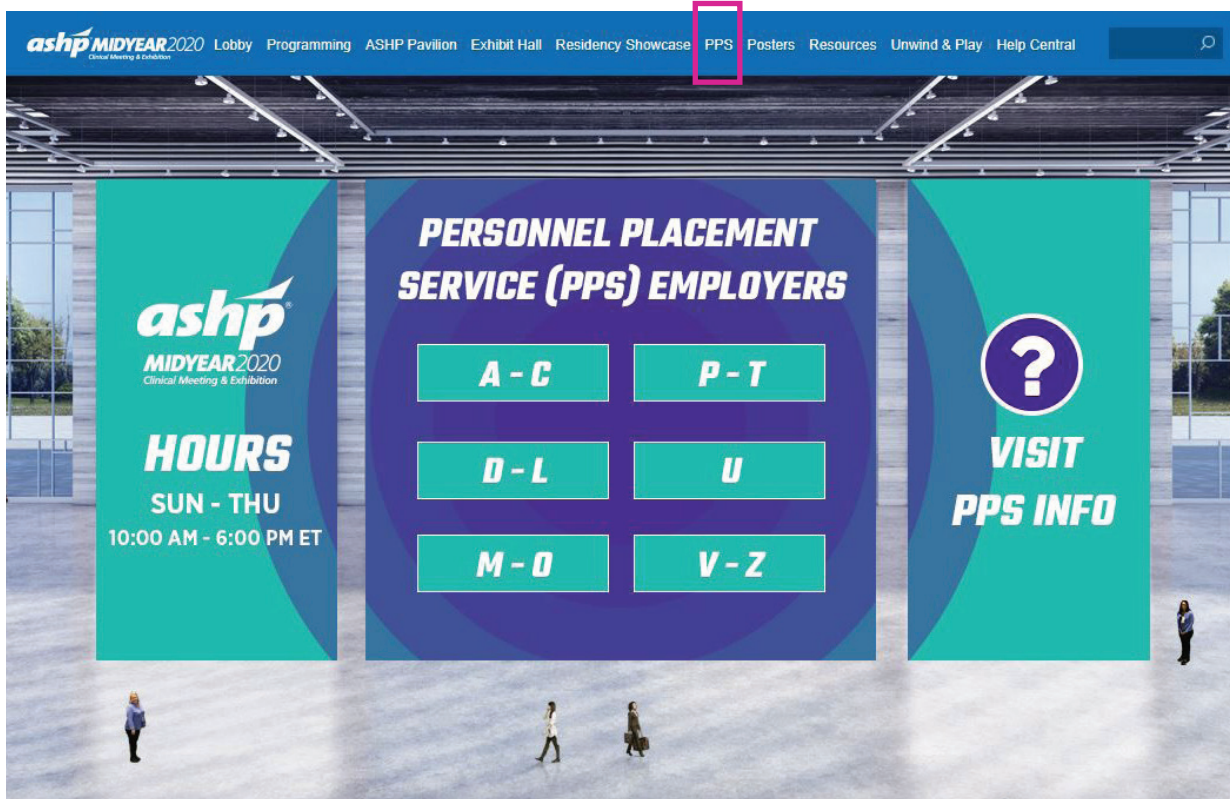 ashp MIDYEAR2020 Lobby Programming ASHP Pavilion Exhibit Hall Residency Showcase PPS Posters Resources Unwind & Play Help Central
Clinical Meeting & Exhibition
ashp®
MIDYEAR2020
Clinical Meeting & Exhibition
HOURS
SUN - THU
10:00 AM - 6:00 PM ET
PERSONNEL PLACEMENT
SERVICE (PPS) EMPLOYERS
A - C
P - T
D - L
U
M - O
V - Z
?
VISIT
PPS INFO